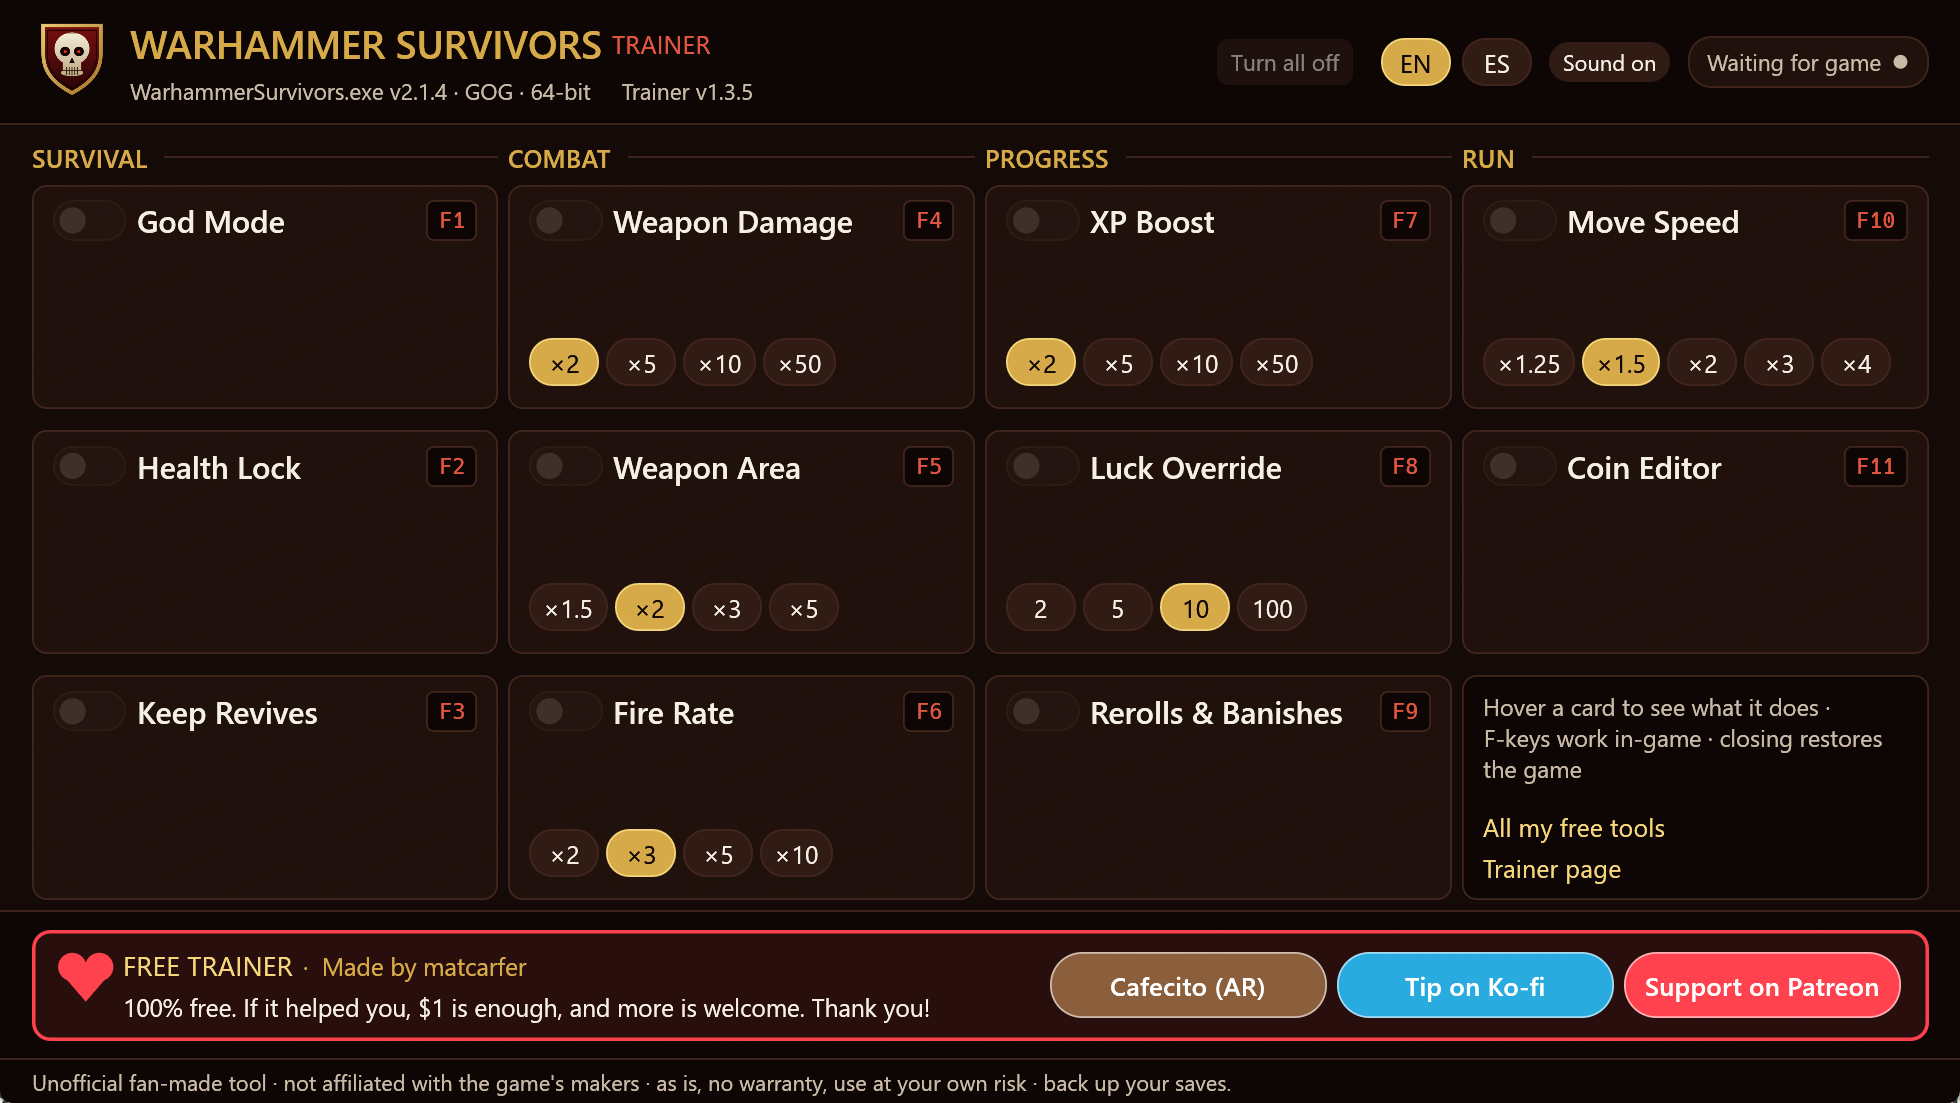 WARHAMMER SURVIVORS TRAINER
WarhammerSurvivors.exe v2.1.4 · GOG · 64-bit Trainer v1.3.5
Turn all off
EN
ES
Sound on
Waiting for game
SURVIVAL
God Mode F1
Health Lock F2
Keep Revives F3
COMBAT
Weapon Damage F4
×2 ×5 ×10 ×50
Weapon Area F5
×1.5 ×2 ×3 ×5
Fire Rate F6
×2 ×3 ×5 ×10
PROGRESS
XP Boost F7
×2 ×5 ×10 ×50
Luck Override F8
2 5 10 100
Rerolls & Banishes F9
RUN
Move Speed F10
×1.25 ×1.5 ×2 ×3 ×4
Coin Editor F11
Hover a card to see what it does ·
F-keys work in-game · closing restores
the game
All my free tools
Trainer page
FREE TRAINER · Made by matcarfer
100% free. If it helped you, $1 is enough, and more is welcome. Thank you!
Cafecito (AR)
Tip on Ko-fi
Support on Patreon
Unofficial fan-made tool · not affiliated with the game's makers · as is, no warranty, use at your own risk · back up your saves.